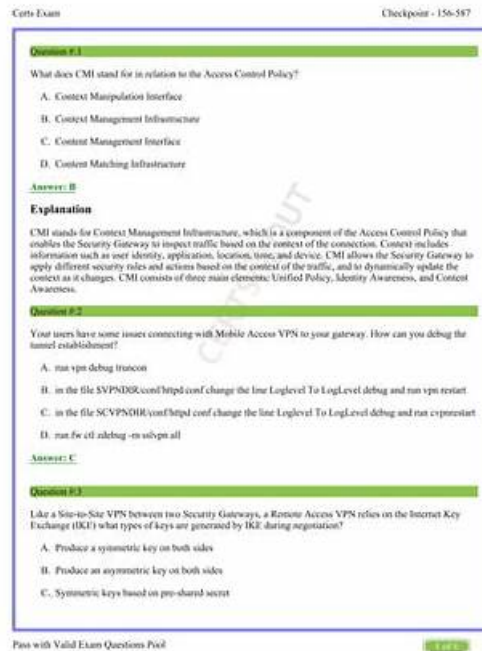 Certs Exam Checkpoint - 156-587
Question #:1
What does CMI stand for in relation to the Access Control Policy?
A. Context Manipulation Interface
B. Context Management Infrastructure
C. Content Management Interface
D. Content Matching Infrastructure
Answer: B
Explanation
CMI stands for Context Management Infrastructure, which is a component of the Access Control Policy that
enables the Security Gateway to inspect traffic based on the context of the connection. Context includes
information such as user identity, application, location, time, and device. CMI allows the Security Gateway to
apply different security rules and actions based on the context of the traffic, and to dynamically update the
context as it changes. CMI consists of three main elements: Unified Policy, Identity Awareness, and Content
Awareness.
Question #:2
Your users have some issues connecting with Mobile Access VPN to your gateway. How can you debug the
tunnel establishment?
A. run vpn debug truncon
B. in the file $VPNDIR/conf/httpd.conf change the line Loglevel To LogLevel debug and run vpn restart
C. in the file SCVPNDIR/conf/httpd conf change the line Loglevel To LogLevel debug and run cvpnrestart
D. run fw ctl zdebug -m sslvpn all
Answer: C
Question #:3
Like a Site-to-Site VPN between two Security Gateways, a Remote Access VPN relies on the Internet Key
Exchange (IKE) what types of keys are generated by IKE during negotiation?
A. Produce a symmetric key on both sides
B. Produce an asymmetric key on both sides
C. Symmetric keys based on pre-shared secret
Pass with Valid Exam Questions Pool